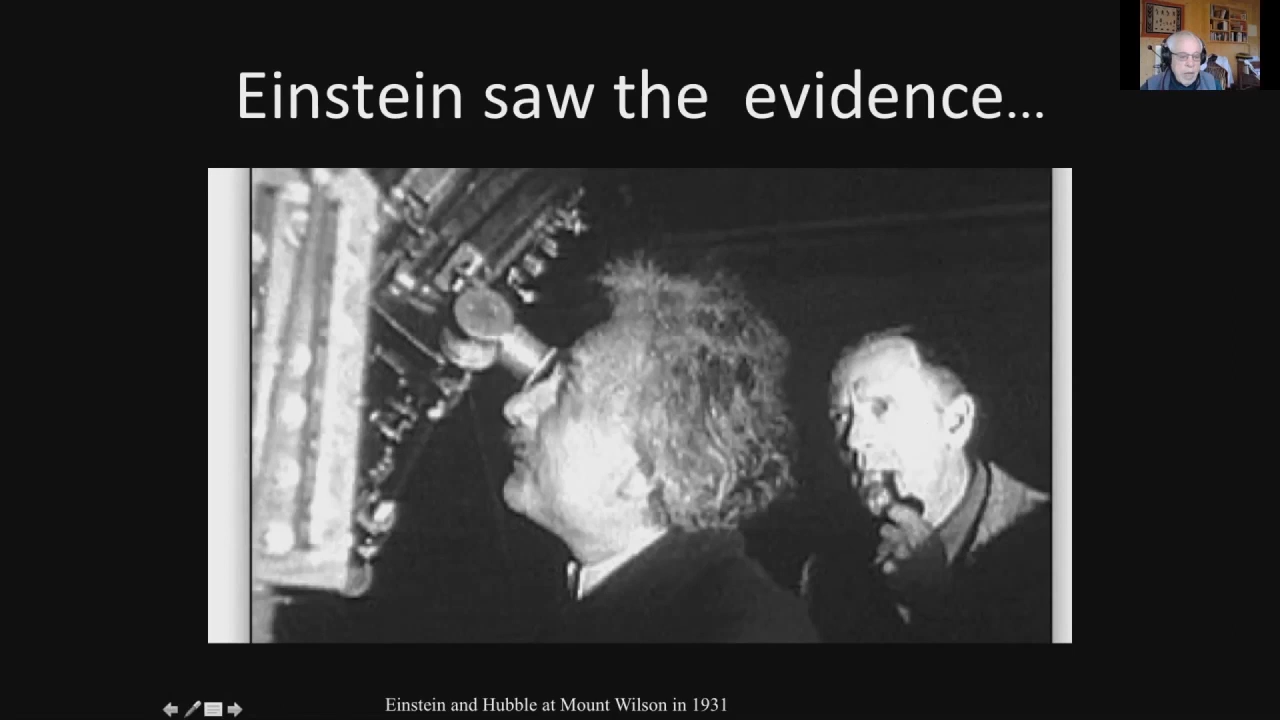 Einstein saw the  evidence…
Einstein and Hubble at Mount Wilson in 1931